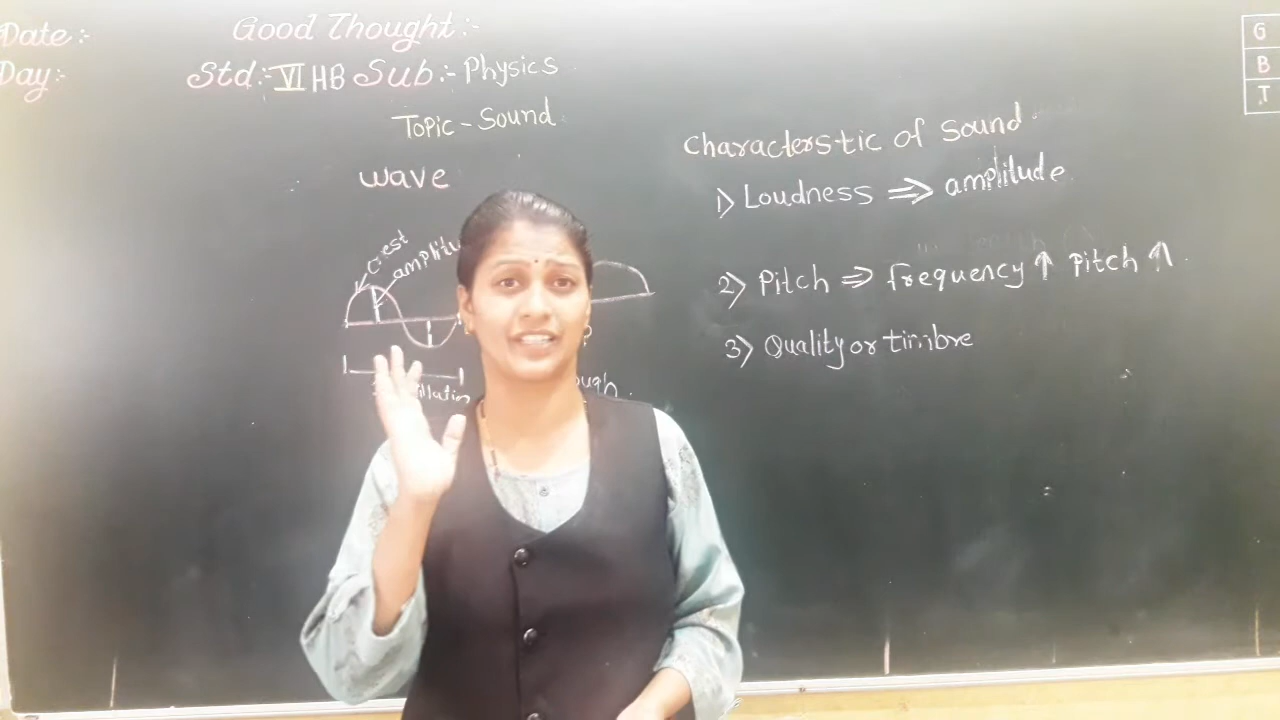 Date:-
Good Thought:-
Day:-
Std:- VI HB Sub:- Physics
Topic - Sound
wave
crest
characterstic of sound
1) Loudness ⇒ amplitude
2) Pitch ⇒ frequency ↑ Pitch ↑
3) Quality or timbre
G
B
T